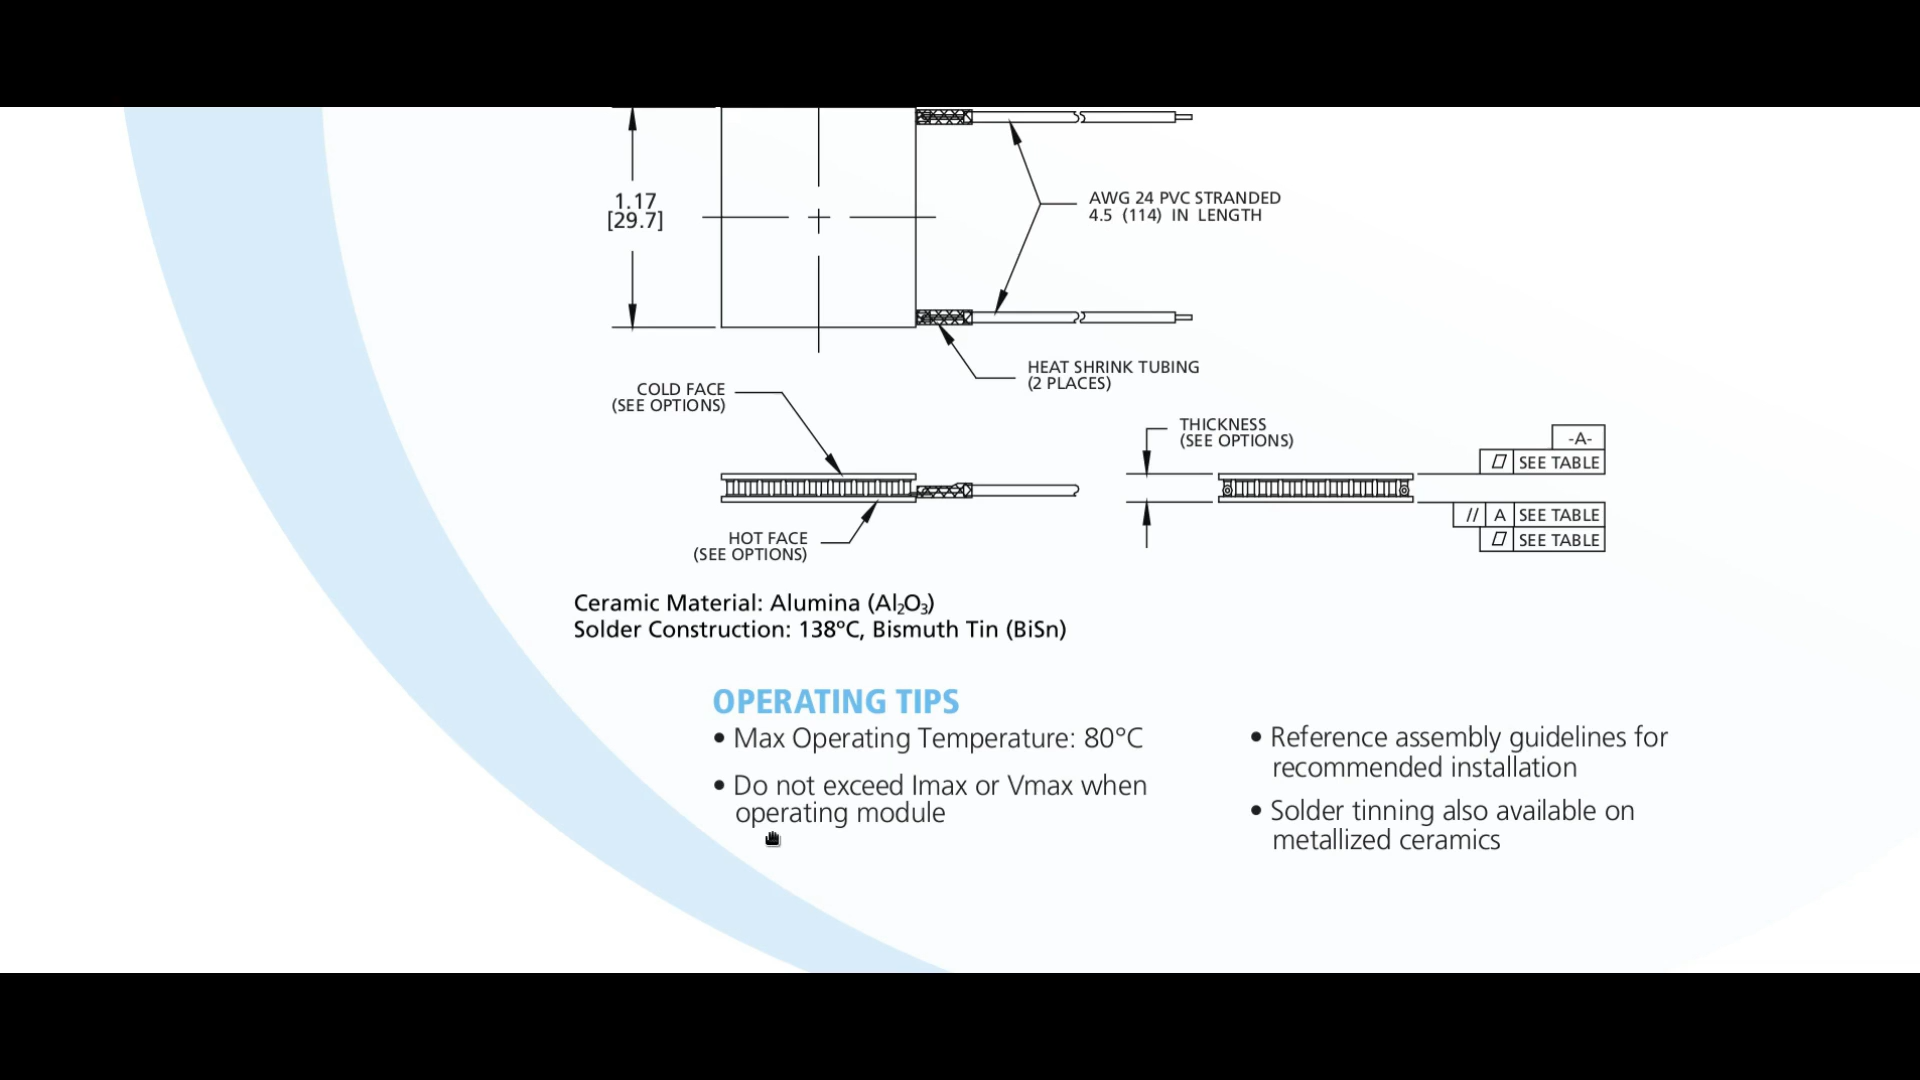 1.17
[29.7]
AWG 24 PVC STRANDED
4.5 (114) IN LENGTH
HEAT SHRINK TUBING
(2 PLACES)
COLD FACE
(SEE OPTIONS)
THICKNESS
(SEE OPTIONS)
-A-
⏥ SEE TABLE
// A SEE TABLE
⏥ SEE TABLE
HOT FACE
(SEE OPTIONS)
Ceramic Material: Alumina (Al₂O₃)
Solder Construction: 138ºC, Bismuth Tin (BiSn)
OPERATING TIPS
• Max Operating Temperature: 80°C
• Do not exceed Imax or Vmax when
operating module
• Reference assembly guidelines for
recommended installation
• Solder tinning also available on
metallized ceramics